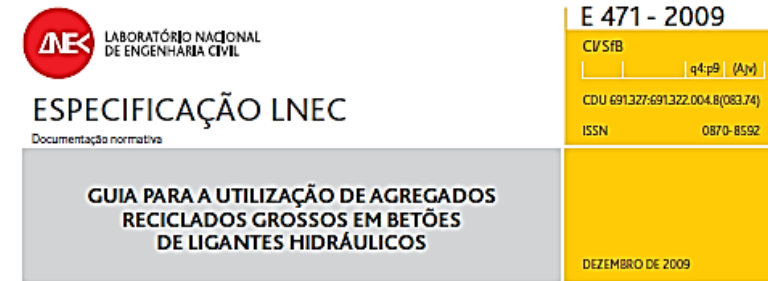 LNEC
LABORATÓRIO NACIONAL
DE ENGENHARIA CIVIL
ESPECIFICAÇÃO LNEC
Documentação normativa
E 471 - 2009
CI/SfB
q4:p9 (Ajv)
CDU 691.327:691.322.004.8(083.74)
ISSN 0870-8592
GUIA PARA A UTILIZAÇÃO DE AGREGADOS
RECICLADOS GROSSOS EM BETÕES
DE LIGANTES HIDRÁULICOS
DEZEMBRO DE 2009